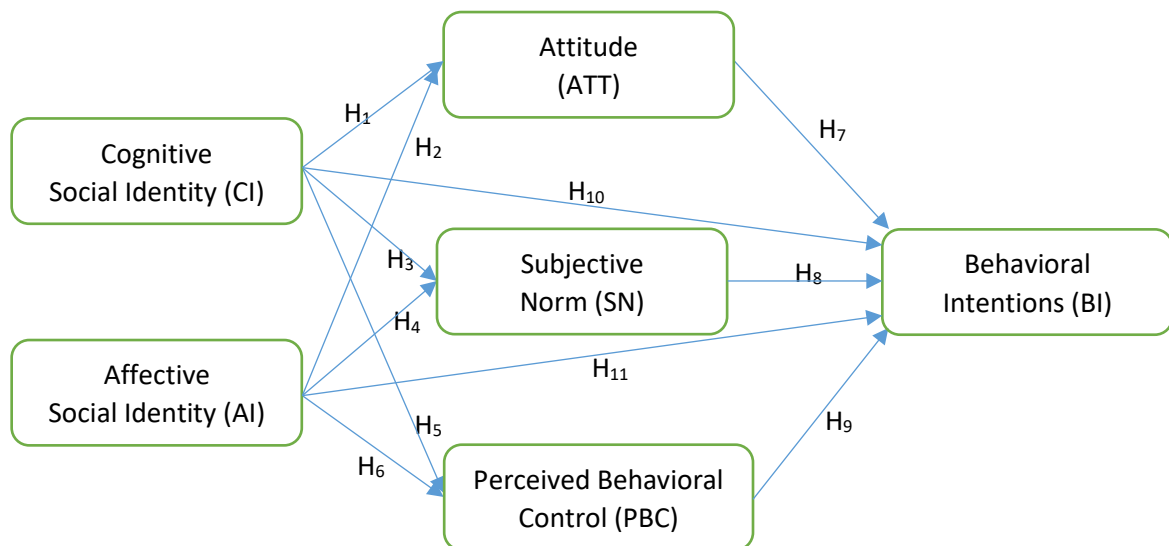 Attitude
(ATT)
H₁
H₂
H₇
Cognitive
Social Identity (CI)
H₁₀
H₃
Subjective
Norm (SN)
H₈
Behavioral
Intentions (BI)
H₄
Affective
Social Identity (AI)
H₁₁
H₅
H₆
H₉
Perceived Behavioral
Control (PBC)